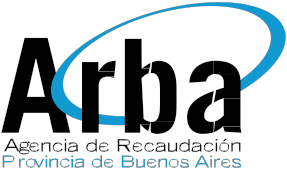 Arba
Agencia de Recaudación
Provincia de Buenos Aires